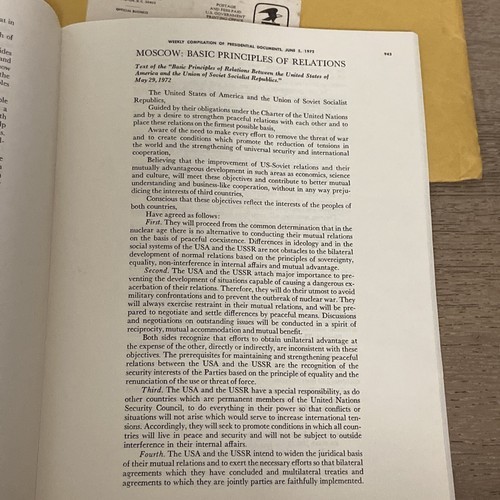 POSTAGE
AND FEES PAID
U.S. GOVERNMENT
PRINTING OFFICE
OFFICIAL BUSINESS
WEEKLY COMPILATION OF PRESIDENTIAL DOCUMENTS, JUNE 5, 1972
943
MOSCOW: BASIC PRINCIPLES OF RELATIONS
Text of the "Basic Principles of Relations Between the United States of
America and the Union of Soviet Socialist Republics."
May 29, 1972
The United States of America and the Union of Soviet Socialist
Republics,
Guided by their obligations under the Charter of the United Nations
and by a desire to strengthen peaceful relations with each other and to
place these relations on the firmest possible basis,
Aware of the need to make every effort to remove the threat of war
and to create conditions which promote the reduction of tensions in
the world and the strengthening of universal security and international
cooperation,
Believing that the improvement of US-Soviet relations and their
mutually advantageous development in such areas as economics, science
and culture, will meet these objectives and contribute to better mutual
understanding and business-like cooperation, without in any way preju-
dicing the interests of third countries,
Conscious that these objectives reflect the interests of the peoples of
both countries,
Have agreed as follows:
First. They will proceed from the common determination that in the
nuclear age there is no alternative to conducting their mutual relations
on the basis of peaceful coexistence. Differences in ideology and in the
social systems of the USA and the USSR are not obstacles to the bilateral
development of normal relations based on the principles of sovereignty,
equality, non-interference in internal affairs and mutual advantage.
Second. The USA and the USSR attach major importance to pre-
venting the development of situations capable of causing a dangerous ex-
acerbation of their relations. Therefore, they will do their utmost to avoid
military confrontations and to prevent the outbreak of nuclear war. They
will always exercise restraint in their mutual relations, and will be pre-
pared to negotiate and settle differences by peaceful means. Discussions
and negotiations on outstanding issues will be conducted in a spirit of
reciprocity, mutual accommodation and mutual benefit.
Both sides recognize that efforts to obtain unilateral advantage at
the expense of the other, directly or indirectly, are inconsistent with these
objectives. The prerequisites for maintaining and strengthening peaceful
relations between the USA and the USSR are the recognition of the
security interests of the Parties based on the principle of equality and the
renunciation of the use or threat of force.
Third. The USA and the USSR have a special responsibility, as do
other countries which are permanent members of the United Nations
Security Council, to do everything in their power so that conflicts or
situations will not arise which would serve to increase international ten-
sions. Accordingly, they will seek to promote conditions in which all coun-
tries will live in peace and security and will not be subject to outside
interference in their internal affairs.
Fourth. The USA and the USSR intend to widen the juridical basis
of their mutual relations and to exert the necessary efforts so that bilateral
agreements which they have concluded and multilateral treaties and
agreements to which they are jointly parties are faithfully implemented.